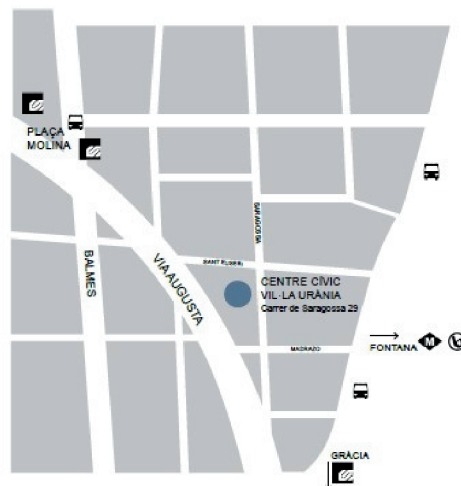 PLAÇA
MOLINA
BALMES
VIA AUGUSTA
SARAGOSSA
SANT ELISEI
CENTRE CÍVIC
VIL·LA URÀNIA
Carrer de Saragossa 29
MADRAZO
FONTANA
M
GRÀCIA